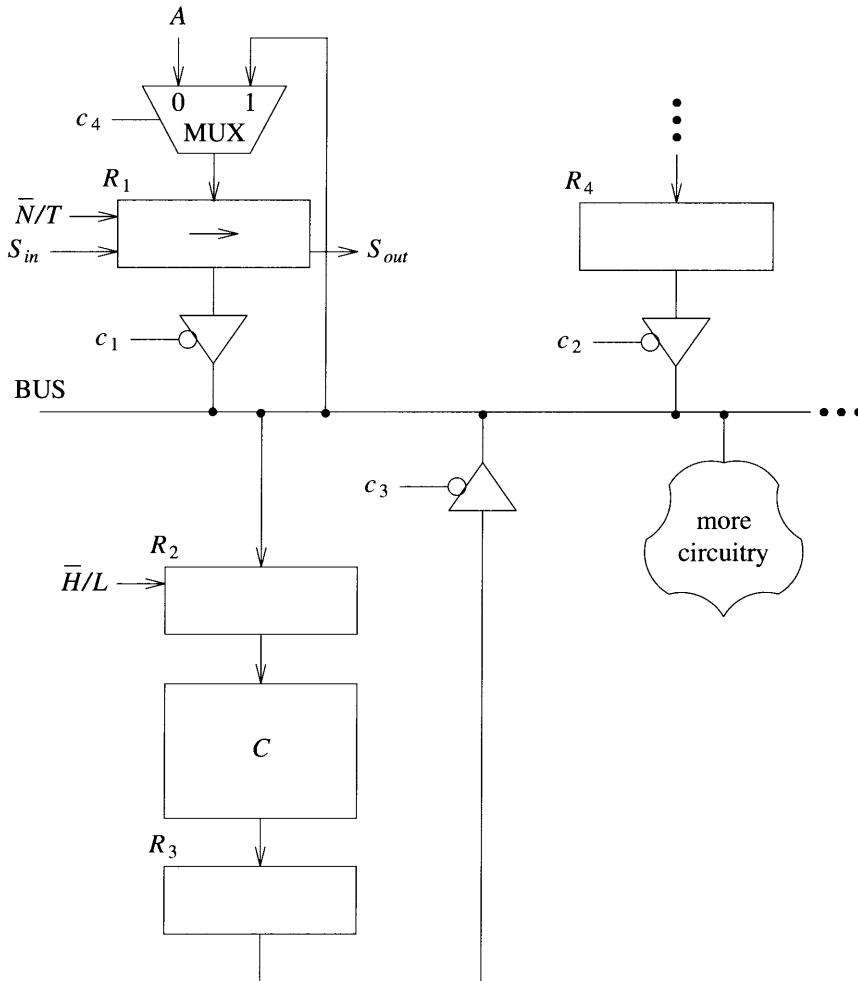 A
0 1
c4
MUX
R1
N̅/T
Sin
Sout
c1
R4
c2
BUS
c3
more
circuitry
R2
H̅/L
C
R3